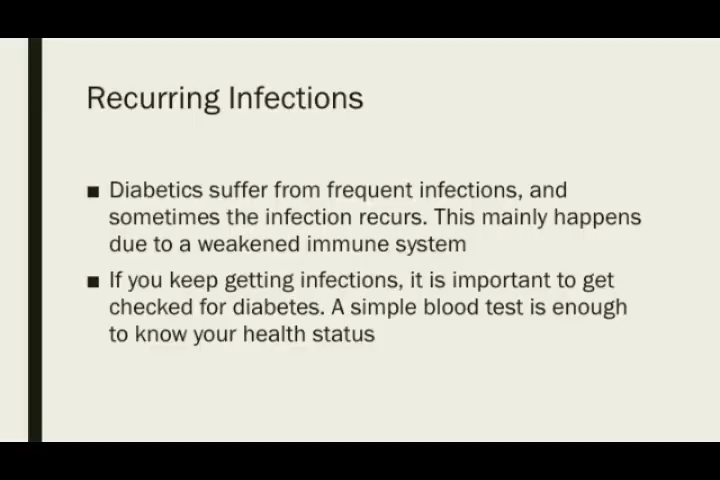 Recurring Infections
■ Diabetics suffer from frequent infections, and
sometimes the infection recurs. This mainly happens
due to a weakened immune system
■ If you keep getting infections, it is important to get
checked for diabetes. A simple blood test is enough
to know your health status